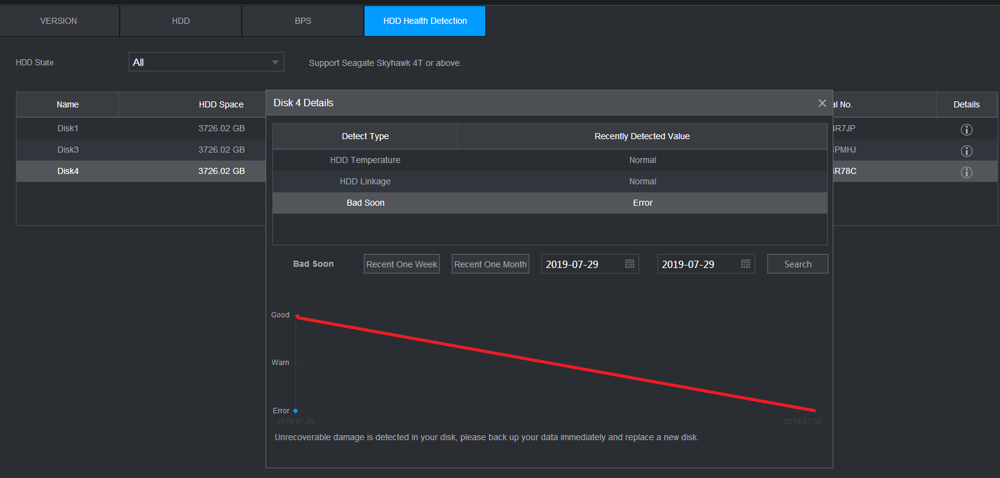 VERSION HDD BPS HDD Health Detection
HDD State All Support Seagate Skyhawk 4T or above.
Name HDD Space al No. Details
Disk1 3726.02 GB 4R7JP
Disk3 3726.02 GB PMHJ
Disk4 3726.02 GB R78C
Disk 4 Details
Detect Type Recently Detected Value
HDD Temperature Normal
HDD Linkage Normal
Bad Soon Error
Bad Soon Recent One Week Recent One Month 2019-07-29 2019-07-29 Search
Good
Warn
Error
2019 07 29 2019 07 30
Unrecoverable damage is detected in your disk, please back up your data immediately and replace a new disk.